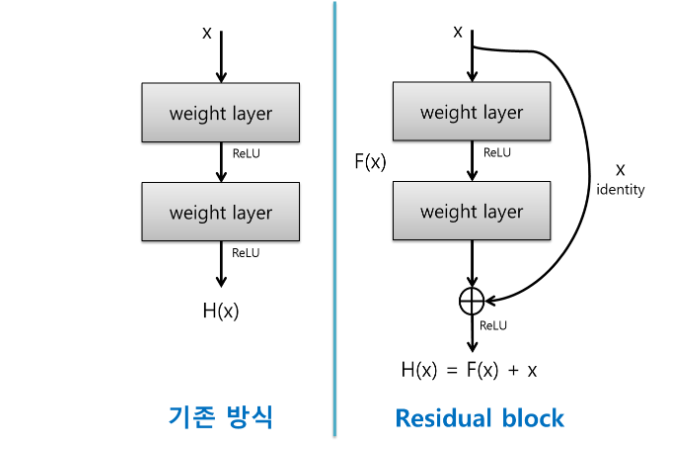 x
weight layer
ReLU
weight layer
ReLU
H(x)
기존 방식
x
weight layer
ReLU
F(x)
weight layer
x
identity
ReLU
H(x) = F(x) + x
Residual block